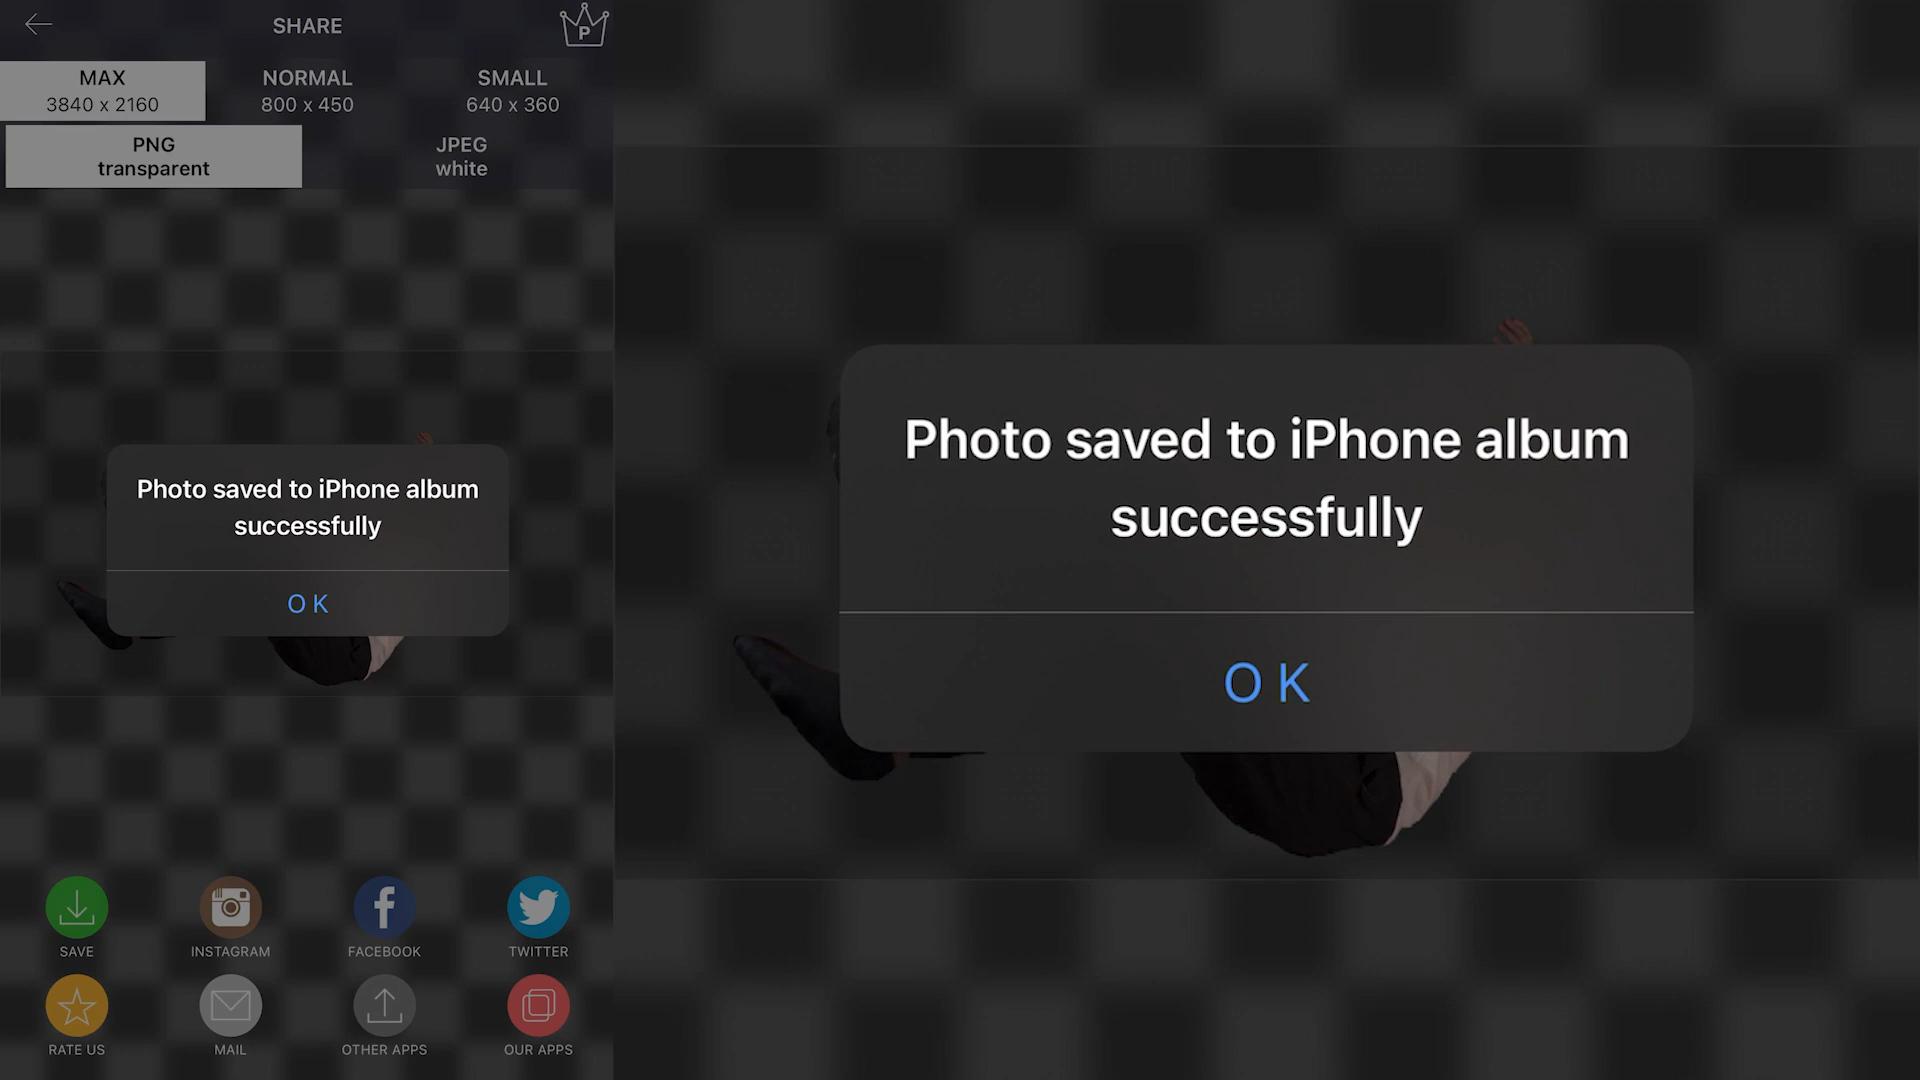 SHARE
P
MAX
3840 x 2160
NORMAL
800 x 450
SMALL
640 x 360
PNG
transparent
JPEG
white
Photo saved to iPhone album
successfully
OK
SAVE
INSTAGRAM
FACEBOOK
TWITTER
RATE US
MAIL
OTHER APPS
OUR APPS
Photo saved to iPhone album
successfully
OK